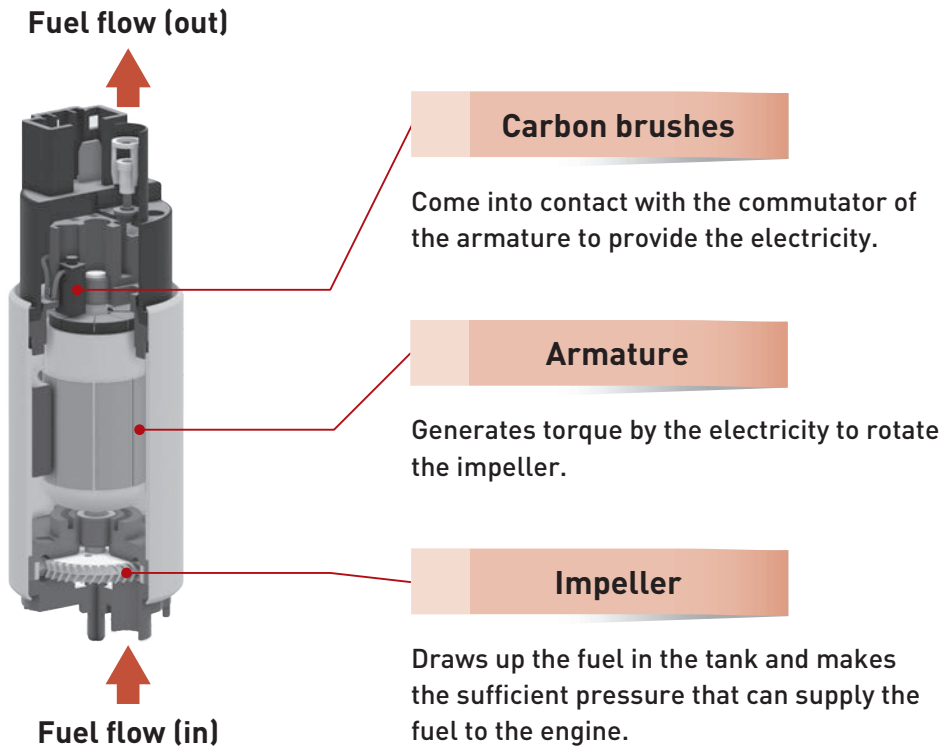 Fuel flow (out)
Carbon brushes
Come into contact with the commutator of
the armature to provide the electricity.
Armature
Generates torque by the electricity to rotate
the impeller.
Impeller
Draws up the fuel in the tank and makes
the sufficient pressure that can supply the
fuel to the engine.
Fuel flow (in)